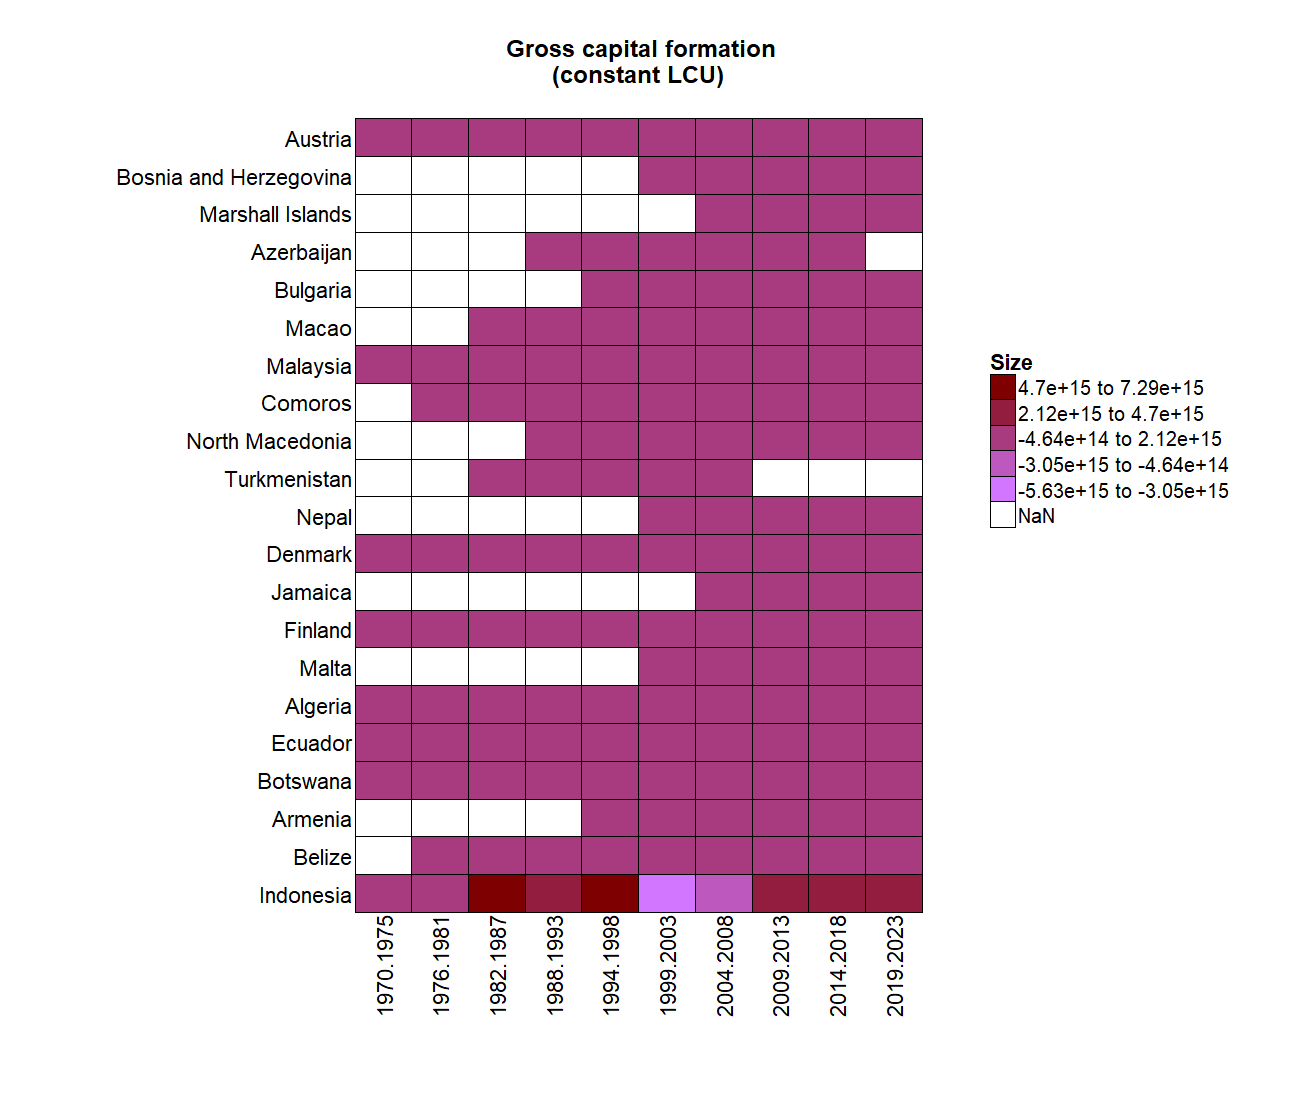 Gross capital formation
(constant LCU)
Austria
Bosnia and Herzegovina
Marshall Islands
Azerbaijan
Bulgaria
Macao
Malaysia
Comoros
North Macedonia
Turkmenistan
Nepal
Denmark
Jamaica
Finland
Malta
Algeria
Ecuador
Botswana
Armenia
Belize
Indonesia
1970.1975
1976.1981
1982.1987
1988.1993
1994.1998
1999.2003
2004.2008
2009.2013
2014.2018
2019.2023
Size
4.7e+15 to 7.29e+15
2.12e+15 to 4.7e+15
-4.64e+14 to 2.12e+15
-3.05e+15 to -4.64e+14
-5.63e+15 to -3.05e+15
NaN